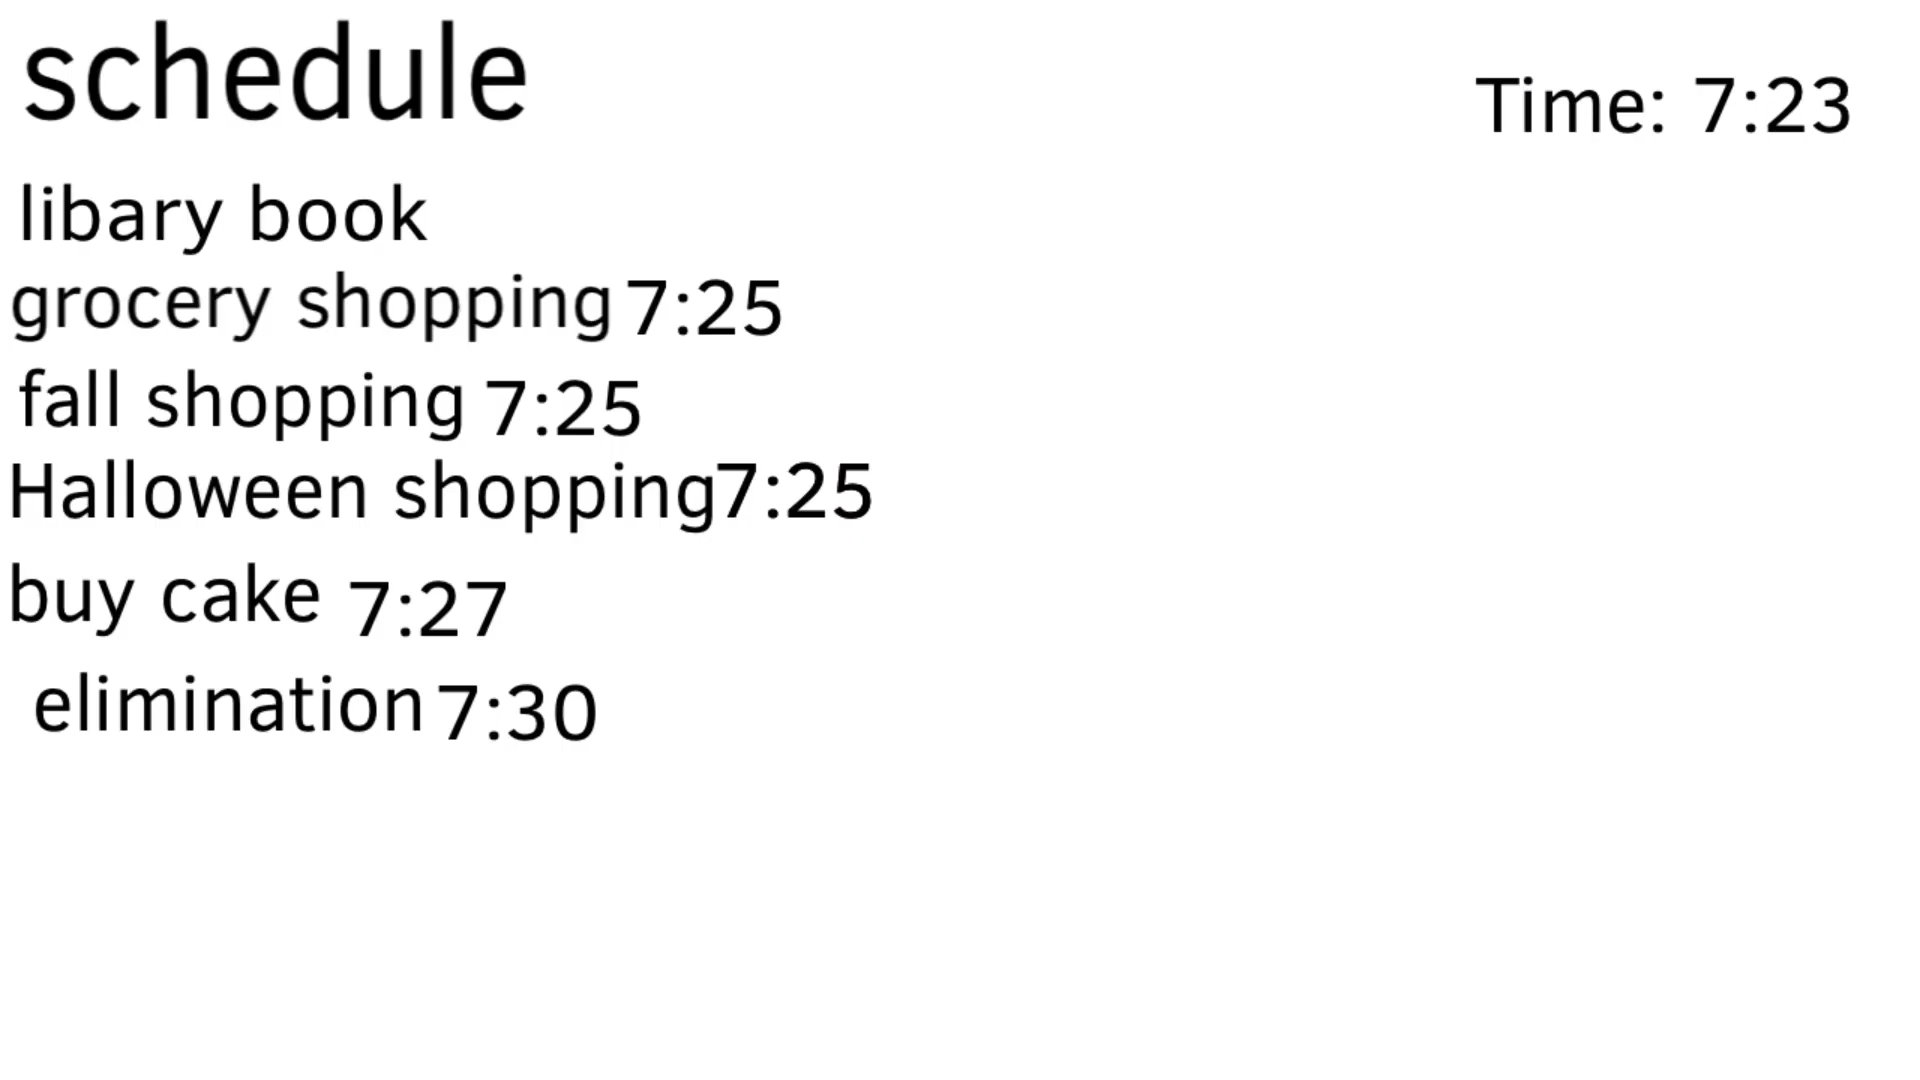 schedule
Time: 7:23
libary book
grocery shopping 7:25
fall shopping 7:25
Halloween shopping7:25
buy cake 7:27
elimination 7:30